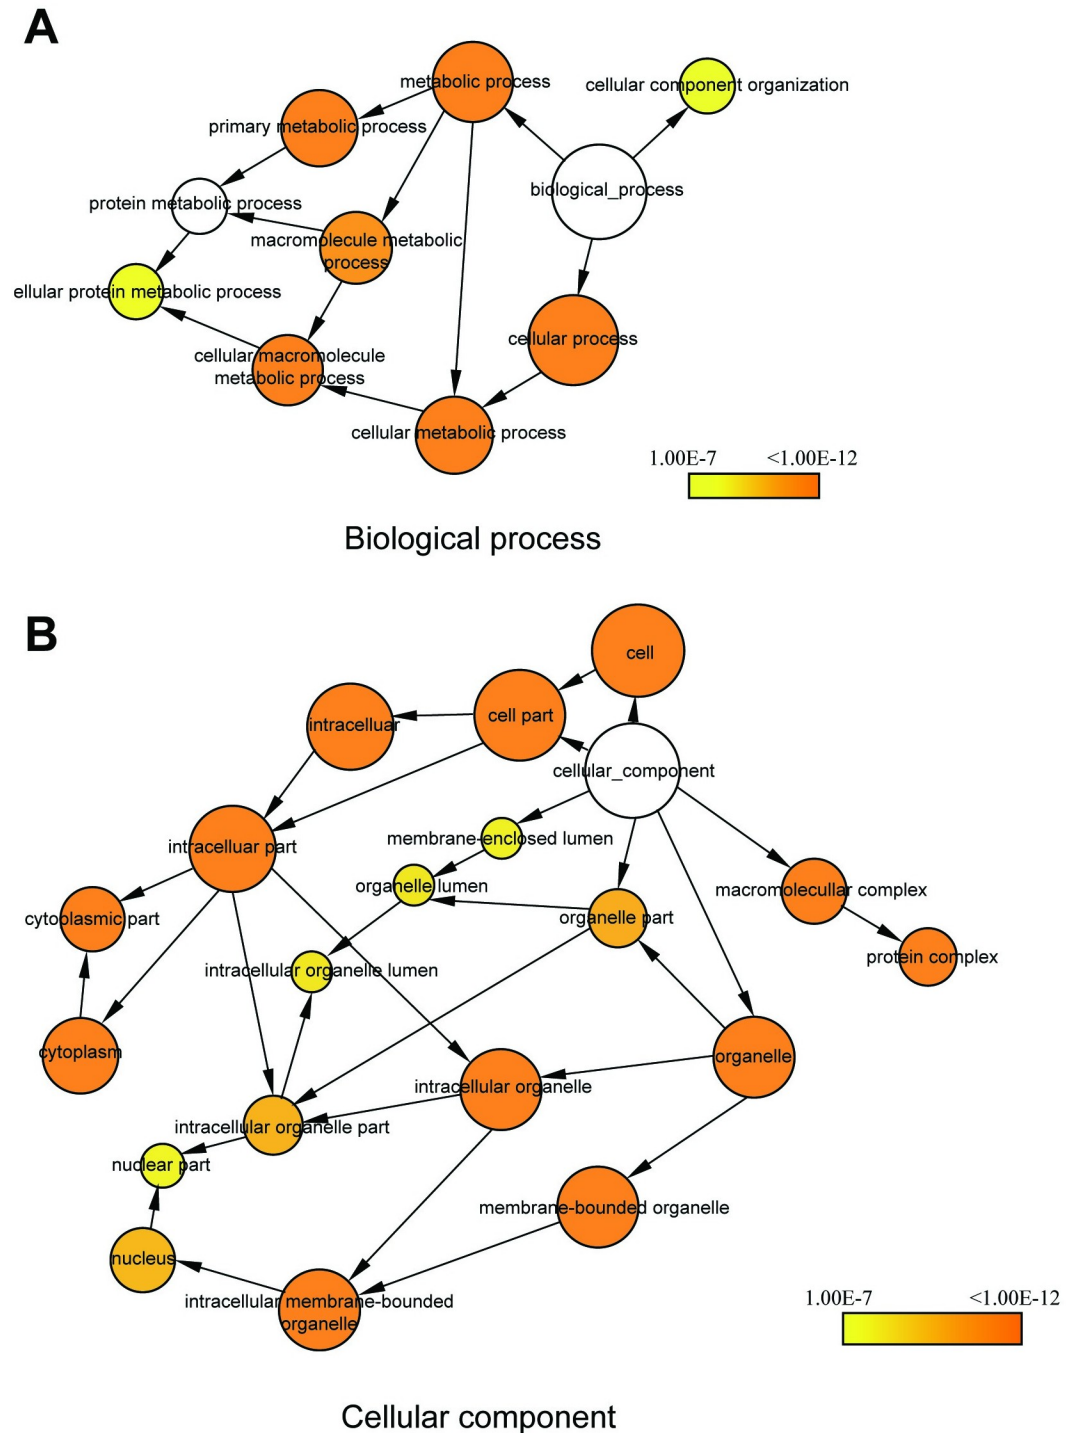 A
metabolic process
cellular component organization
primary metabolic process
biological_process
protein metabolic process
macromolecule metabolic
process
ellular protein metabolic process
cellular process
cellular macromolecule
metabolic process
cellular metabolic process
1.00E-7 <1.00E-12
Biological process
B
cell
cell part
intracelluar
cellular_component
membrane-enclosed lumen
intracelluar part
organelle lumen
macromolecullar complex
cytoplasmic part
organelle part
protein complex
intracellular organelle lumen
cytoplasm
organelle
intracellular organelle
intracellular organelle part
nuclear part
membrane-bounded organelle
nucleus
intracellular membrane-bounded
organelle
1.00E-7 <1.00E-12
Cellular component